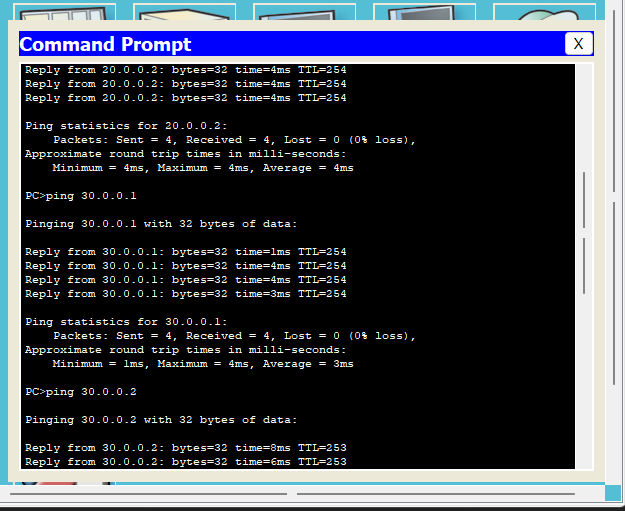 Command Prompt
X
Reply from 20.0.0.2: bytes=32 time=4ms TTL=254
Reply from 20.0.0.2: bytes=32 time=4ms TTL=254
Reply from 20.0.0.2: bytes=32 time=4ms TTL=254
Ping statistics for 20.0.0.2:
Packets: Sent = 4, Received = 4, Lost = 0 (0% loss),
Approximate round trip times in milli-seconds:
Minimum = 4ms, Maximum = 4ms, Average = 4ms
PC>ping 30.0.0.1
Pinging 30.0.0.1 with 32 bytes of data:
Reply from 30.0.0.1: bytes=32 time=1ms TTL=254
Reply from 30.0.0.1: bytes=32 time=4ms TTL=254
Reply from 30.0.0.1: bytes=32 time=4ms TTL=254
Reply from 30.0.0.1: bytes=32 time=3ms TTL=254
Ping statistics for 30.0.0.1:
Packets: Sent = 4, Received = 4, Lost = 0 (0% loss),
Approximate round trip times in milli-seconds:
Minimum = 1ms, Maximum = 4ms, Average = 3ms
PC>ping 30.0.0.2
Pinging 30.0.0.2 with 32 bytes of data:
Reply from 30.0.0.2: bytes=32 time=8ms TTL=253
Reply from 30.0.0.2: bytes=32 time=6ms TTL=253